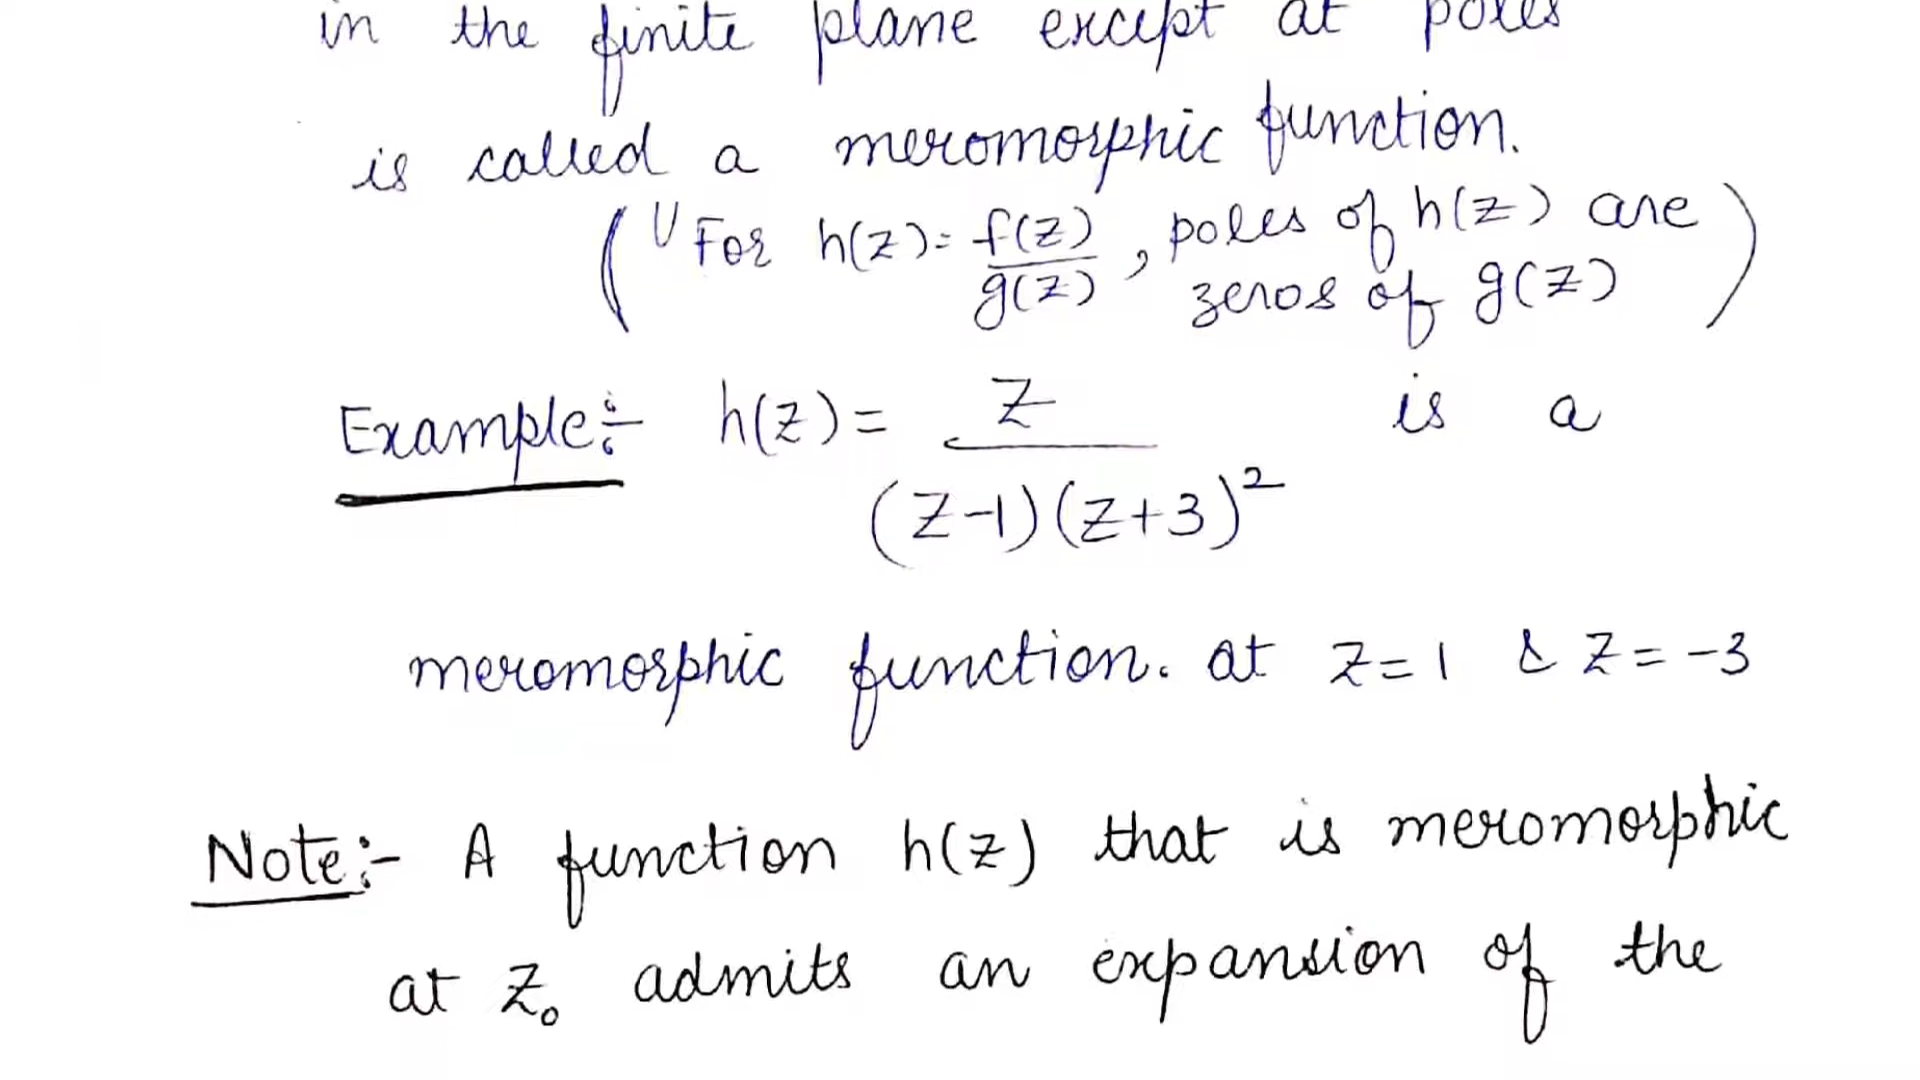 in the finite plane except at poles
is called a meromorphic function.
( For h(z) = f(z)/g(z) , poles of h(z) are
zeros of g(z) )
Example:- h(z) = z/((z-1)(z+3)²) is a
meromorphic function. at z=1 & z=-3
Note:- A function h(z) that is meromorphic
at z₀ admits an expansion of the